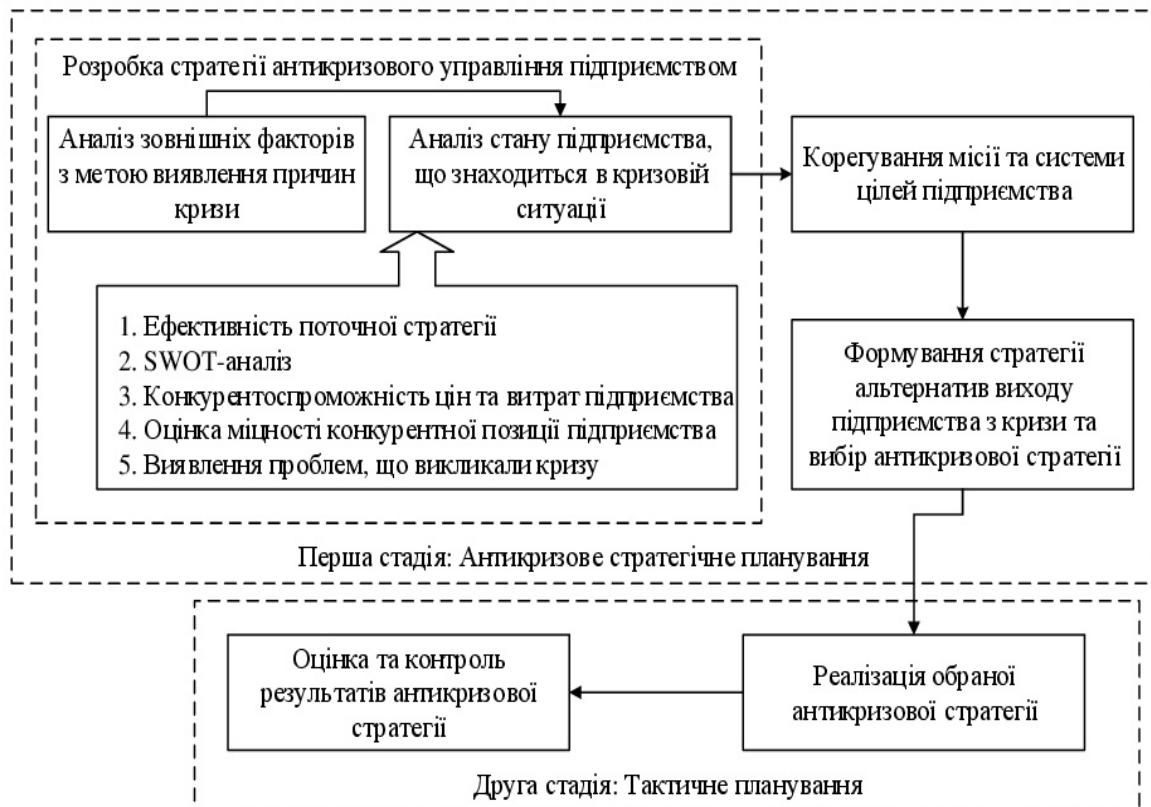 Розробка стратегії антикризового управління підприємством
Аналіз зовнішніх факторів
з метою виявлення причин
кризи
Аналіз стану підприємства,
що знаходиться в кризовій
ситуації
Корегування місії та системи
цілей підприємства
1. Ефективність поточної стратегії
2. SWOT-аналіз
3. Конкурентоспроможність цін та витрат підприємства
4. Оцінка міцності конкурентної позиції підприємства
5. Виявлення проблем, що викликали кризу
Формування стратегії
альтернатив виходу
підприємства з кризи та
вибір антикризової стратегії
Перша стадія: Антикризове стратегічне планування
Оцінка та контроль
результатів антикризової
стратегії
Реалізація обраної
антикризової стратегії
Друга стадія: Тактичне планування